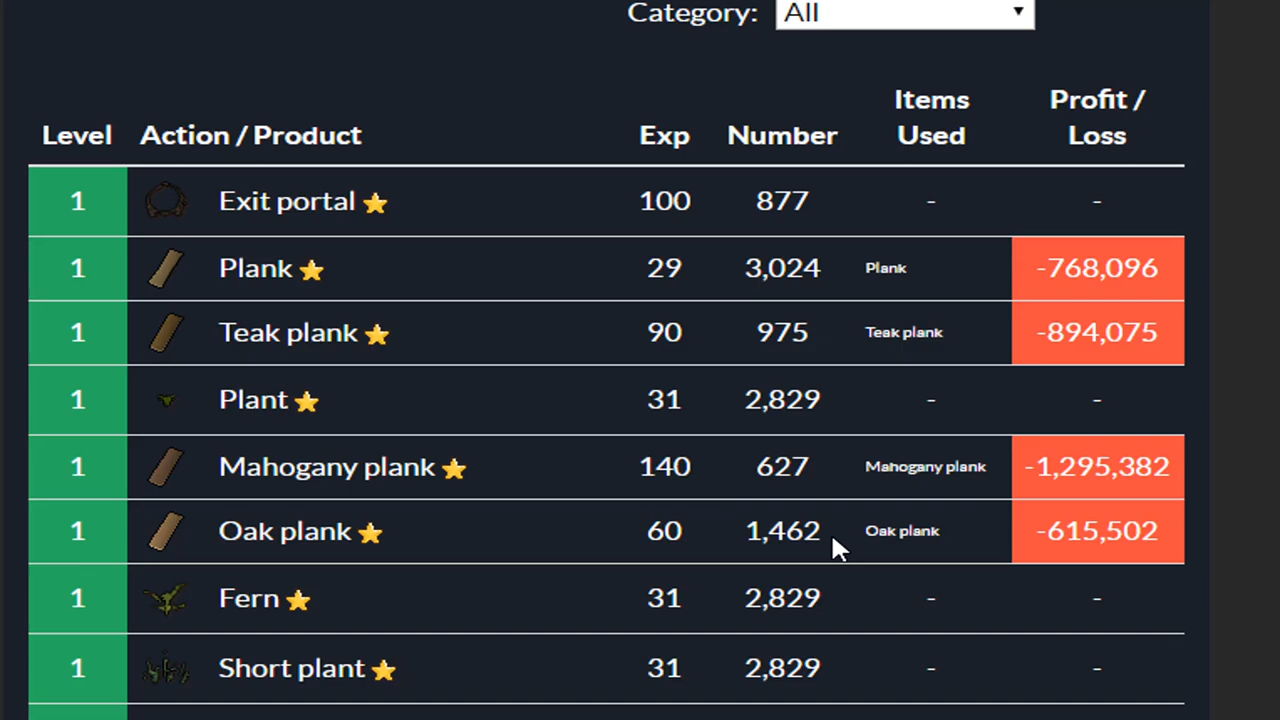 Category: All
Level Action / Product Exp Number Items Used Profit / Loss
1 Exit portal 100 877 - -
1 Plank 29 3,024 Plank -768,096
1 Teak plank 90 975 Teak plank -894,075
1 Plant 31 2,829 - -
1 Mahogany plank 140 627 Mahogany plank -1,295,382
1 Oak plank 60 1,462 Oak plank -615,502
1 Fern 31 2,829 - -
1 Short plant 31 2,829 - -